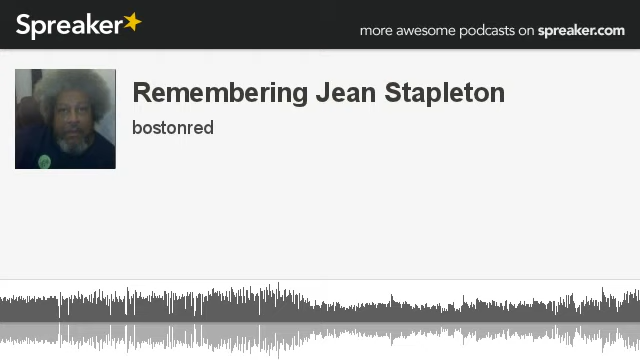 Spreaker
more awesome podcasts on spreaker.com
Remembering Jean Stapleton
bostonred